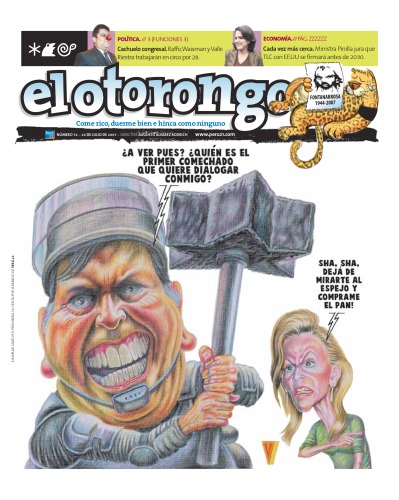 POLÍTICA. // 3 (FUNCIONES 3)
Cachuelo congresal. Raffo, Waisman y Valle
Riestra trabajarán en circo por 28.
ECONOMÍA. // PÁG. ZZZZZZ
Cada vez más cerca. Ministra Pinilla jura que
TLC con EE.UU se firmará antes de 2030.
el otorongo
FONTANARROSA
1944-2007
Come rico, duerme bien e hinca como ninguno
www.peru21.com
¿A VER PUES? ¿QUIÉN ES EL
PRIMER COMECHADO
QUE QUIERE DIALOGAR
CONMIGO?
SHA, SHA,
DEJA DE
MIRARTE AL
ESPEJO Y
COMPRAME
EL PAN!